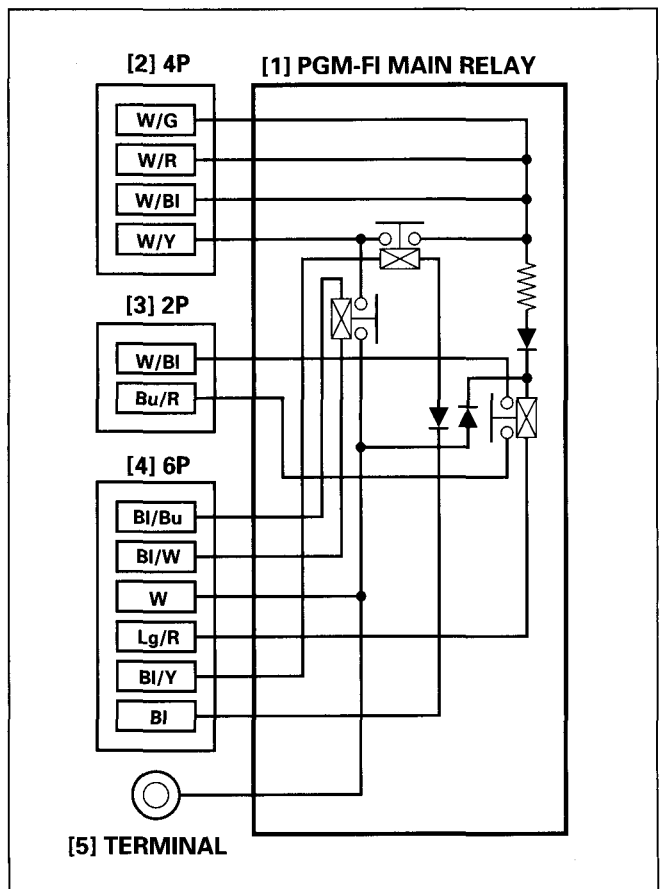 [2] 4P
[1] PGM-FI MAIN RELAY
W/G
W/R
W/Bl
W/Y
[3] 2P
W/Bl
Bu/R
[4] 6P
Bl/Bu
Bl/W
W
Lg/R
Bl/Y
Bl
[5] TERMINAL